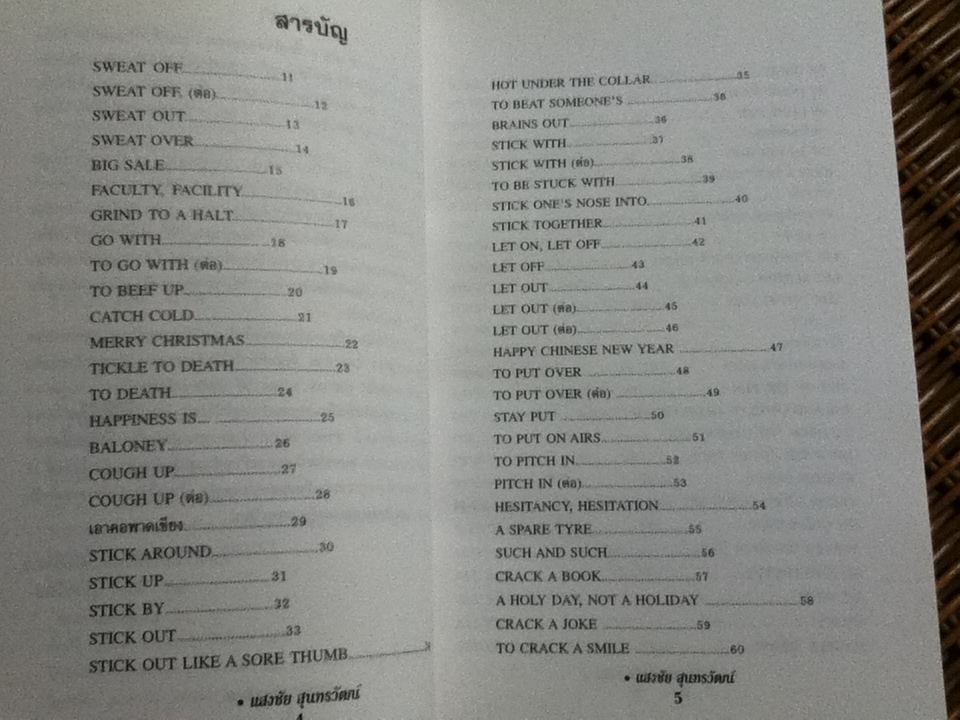 สารบัญ
SWEAT OFF 11
SWEAT OFF (ต่อ) 12
SWEAT OUT 13
SWEAT OVER 14
BIG SALE 15
FACULTY, FACILITY 16
GRIND TO A HALT 17
GO WITH 18
TO GO WITH (ต่อ) 19
TO BEEF UP 20
CATCH COLD 21
MERRY CHRISTMAS 22
TICKLE TO DEATH 23
TO DEATH 24
HAPPINESS IS... 25
BALONEY 26
COUGH UP 27
COUGH UP (ต่อ) 28
เอาคอพาดเขียง 29
STICK AROUND 30
STICK UP 31
STICK BY 32
STICK OUT 33
STICK OUT LIKE A SORE THUMB
• แสงชัย สุนทรวัฒน์
4
HOT UNDER THE COLLAR 35
TO BEAT SOMEONE'S 36
BRAINS OUT 36
STICK WITH 37
STICK WITH (ต่อ) 38
TO BE STUCK WITH 39
STICK ONE'S NOSE INTO 40
STICK TOGETHER 41
LET ON, LET OFF 42
LET OFF 43
LET OUT 44
LET OUT (ต่อ) 45
LET OUT (ต่อ) 46
HAPPY CHINESE NEW YEAR 47
TO PUT OVER 48
TO PUT OVER (ต่อ) 49
STAY PUT 50
TO PUT ON AIRS 51
TO PITCH IN 52
PITCH IN (ต่อ) 53
HESITANCY, HESITATION 54
A SPARE TYRE 55
SUCH AND SUCH 56
CRACK A BOOK 57
A HOLY DAY, NOT A HOLIDAY 58
CRACK A JOKE 59
TO CRACK A SMILE 60
• แสงชัย สุนทรวัฒน์
5